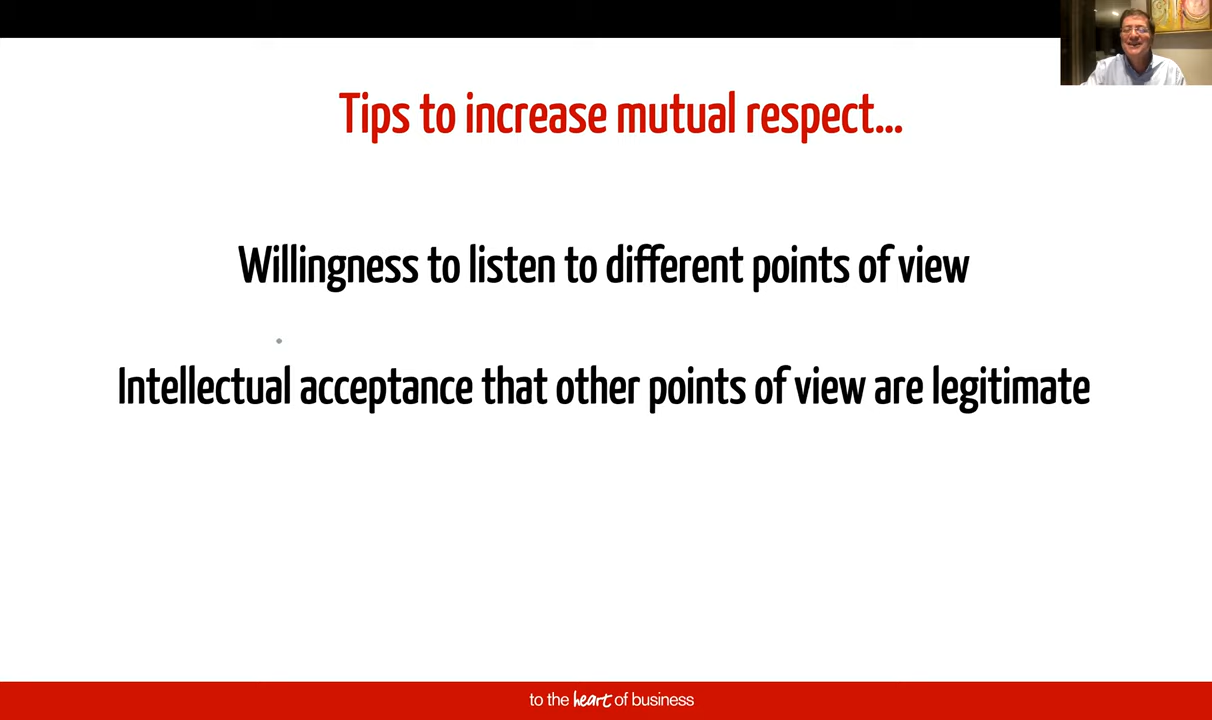 Tips to increase mutual respect...
Willingness to listen to different points of view
Intellectual acceptance that other points of view are legitimate
to the heart of business